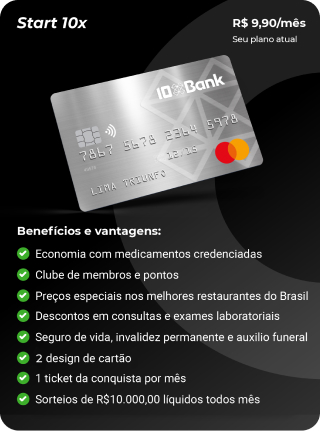 Start 10x
R$ 9,90/mês
Seu plano atual
10xBank
7867 5678 2364 5978
12.18
LIMA TRIUNFO
Benefícios e vantagens:
Economia com medicamentos credenciadas
Clube de membros e pontos
Preços especiais nos melhores restaurantes do Brasil
Descontos em consultas e exames laboratoriais
Seguro de vida, invalidez permanente e auxilio funeral
2 design de cartão
1 ticket da conquista por mês
Sorteios de R$10.000,00 líquidos todos mês